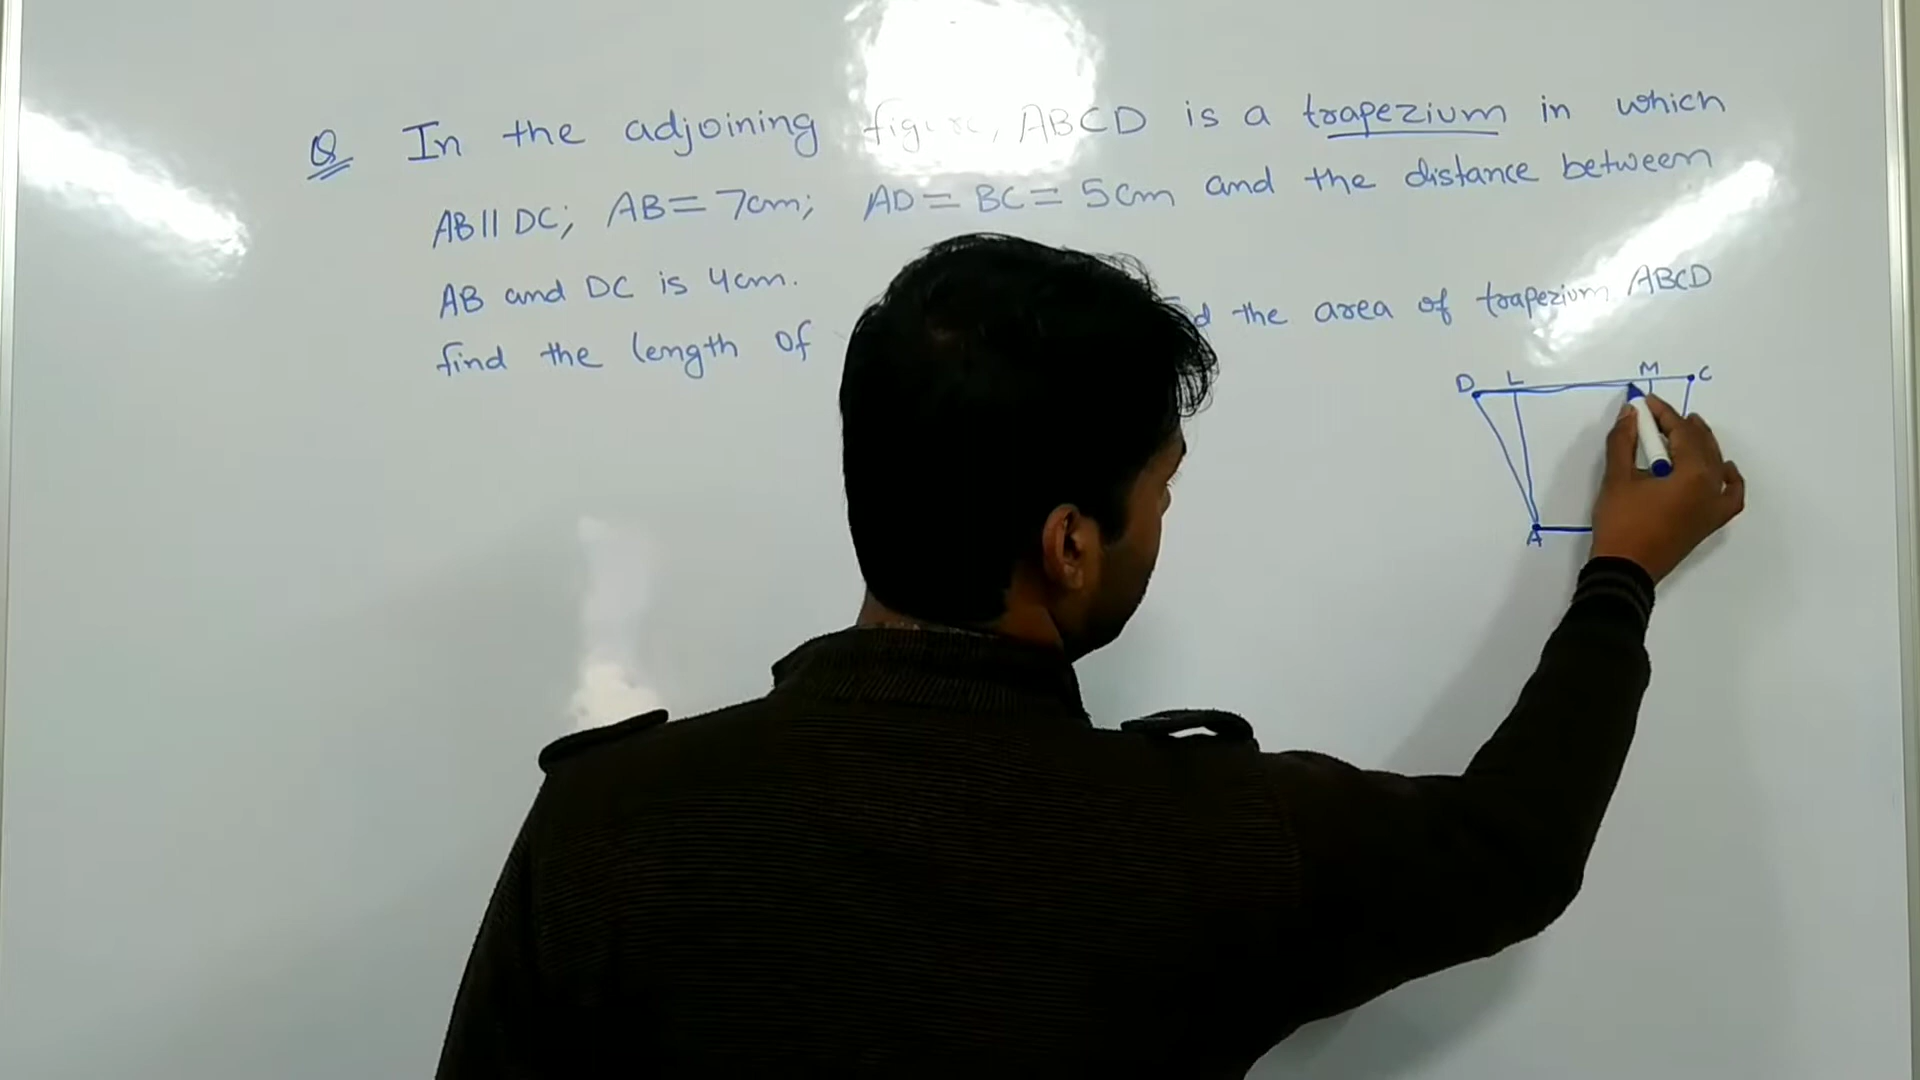 Q In the adjoining figure, ABCD is a trapezium in which
AB||DC; AB=7cm; AD=BC=5cm and the distance between
AB and DC is 4cm.
find the length of the area of trapezium ABCD
D L M C
A